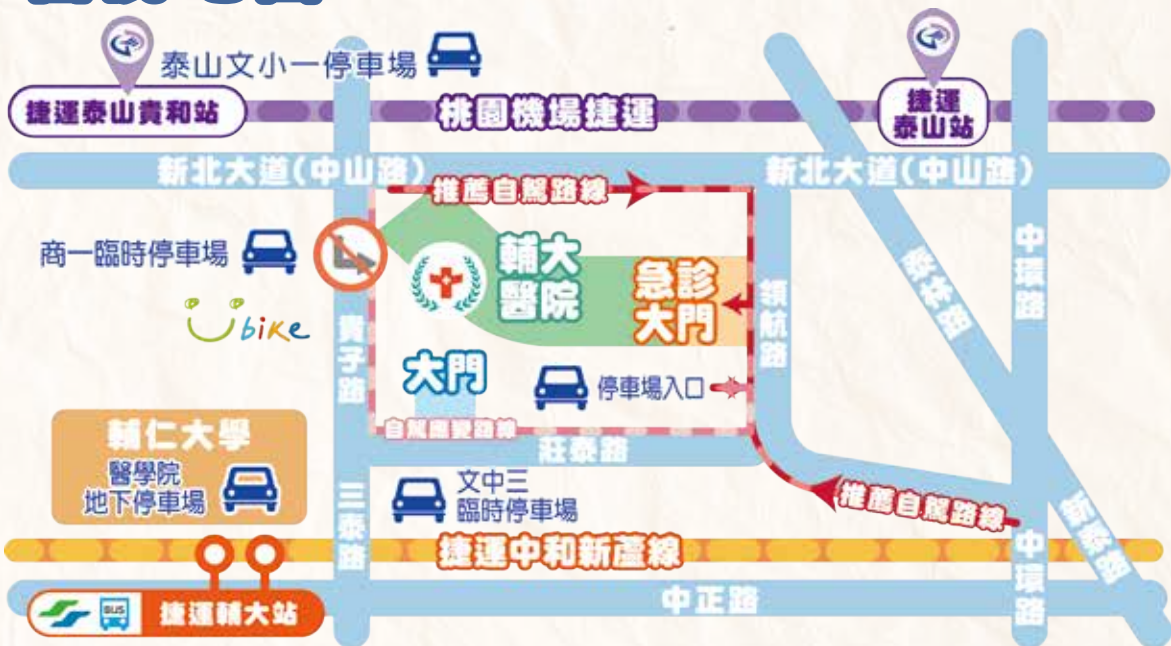 泰山文小一停車場
捷運泰山貴和站
桃園機場捷運
捷運
泰山站
新北大道(中山路)
新北大道(中山路)
推薦自駕路線
商一臨時停車場
輔大
醫院
急診
大門
領航路
泰林路
中環路
Ubike
貴子路
大門
停車場入口
自駕應變路線
莊泰路
輔仁大學
醫學院
地下停車場
三泰路
文中三
臨時停車場
推薦自駕路線
新泰路
捷運中和新蘆線
中環路
BUS
捷運輔大站
中正路